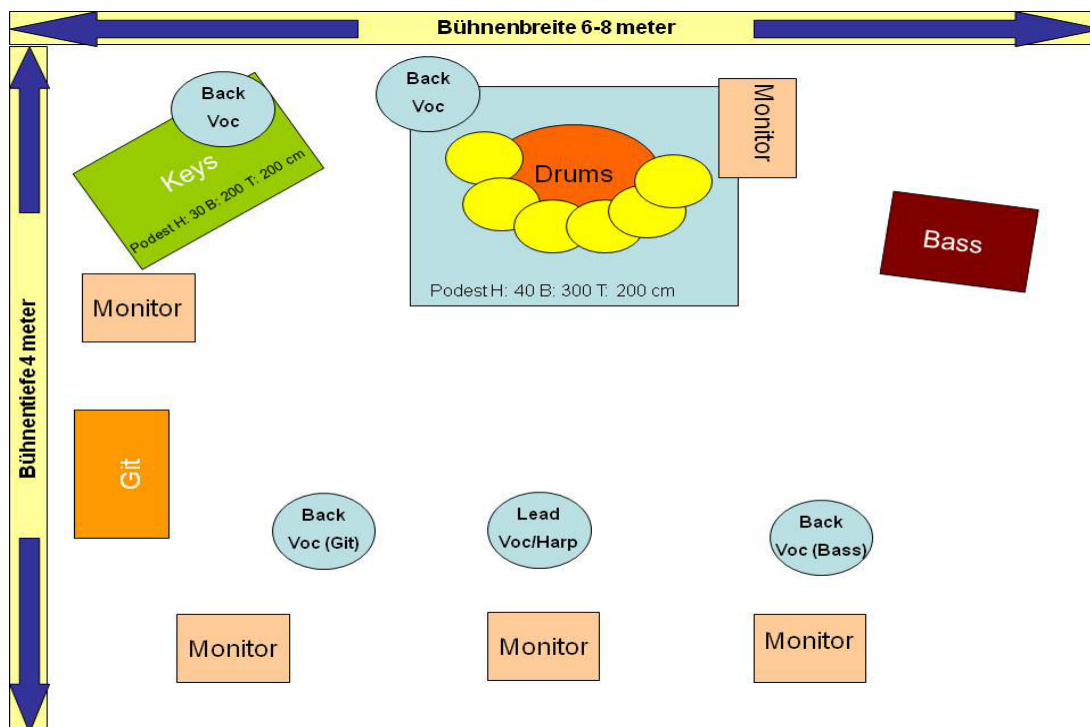 Bühnenbreite 6-8 meter
Bühnentiefe 4 meter
Back
Voc
Keys
Podest H: 30 B: 200 T: 200 cm
Back
Voc
Drums
Podest H: 40 B: 300 T: 200 cm
Monitor
Bass
Monitor
Git
Back
Voc (Git)
Lead
Voc/Harp
Back
Voc (Bass)
Monitor
Monitor
Monitor